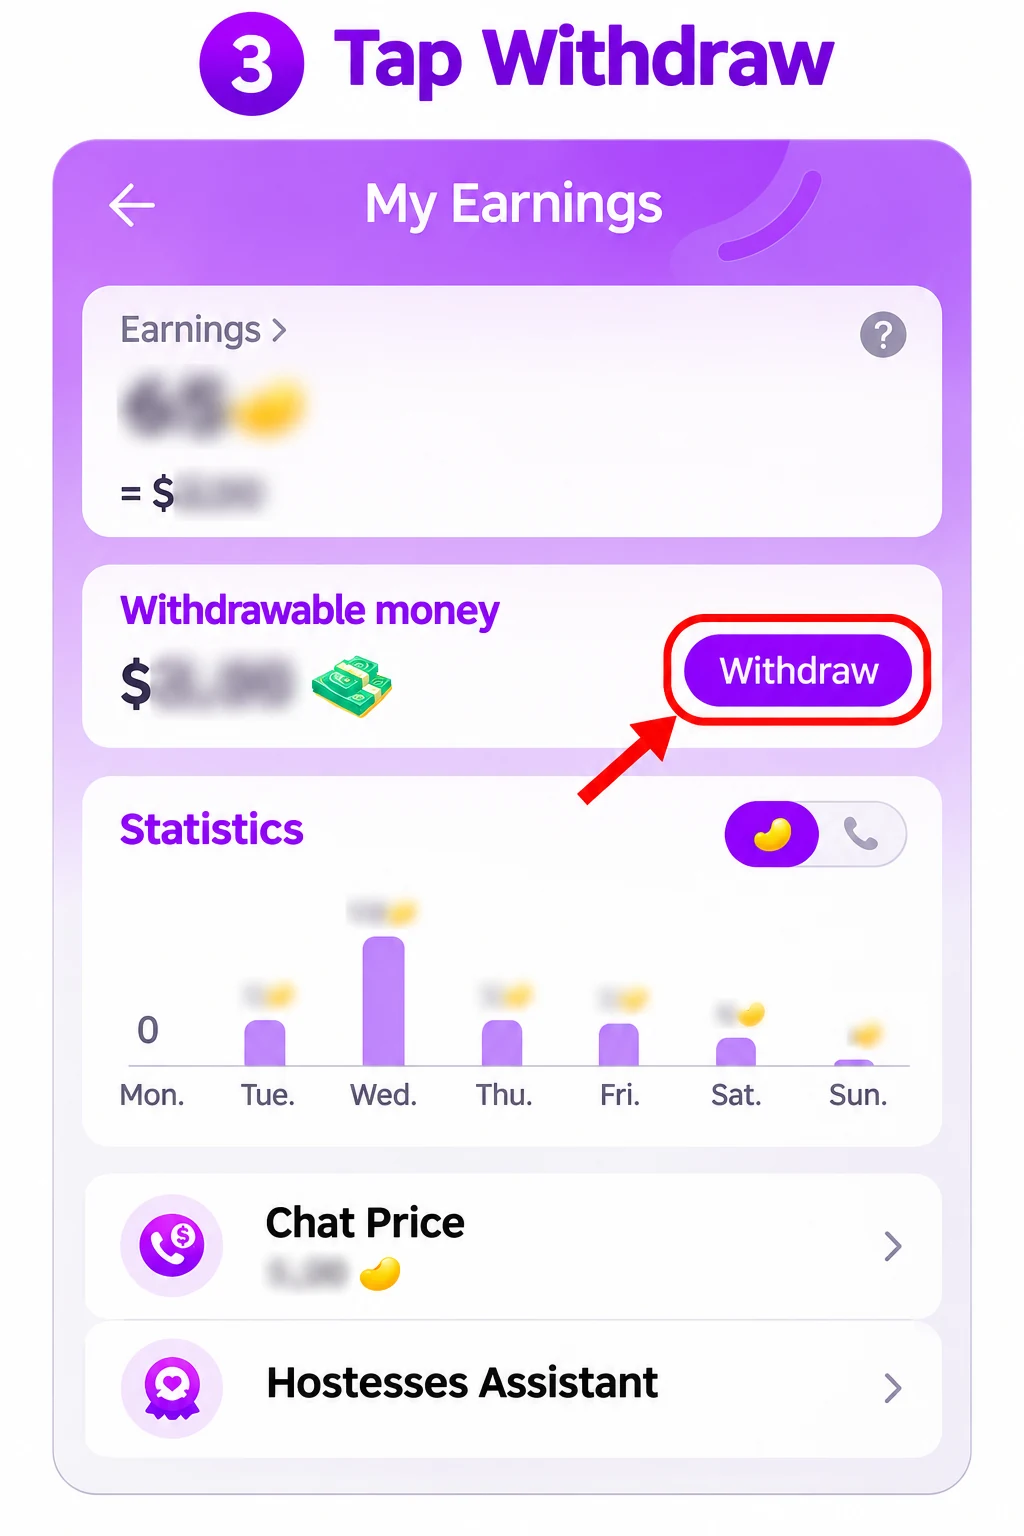 3 Tap Withdraw
My Earnings
Earnings >
?
= $
Withdrawable money
$
Withdraw
Statistics
0
Mon. Tue. Wed. Thu. Fri. Sat. Sun.
Chat Price
Hostesses Assistant